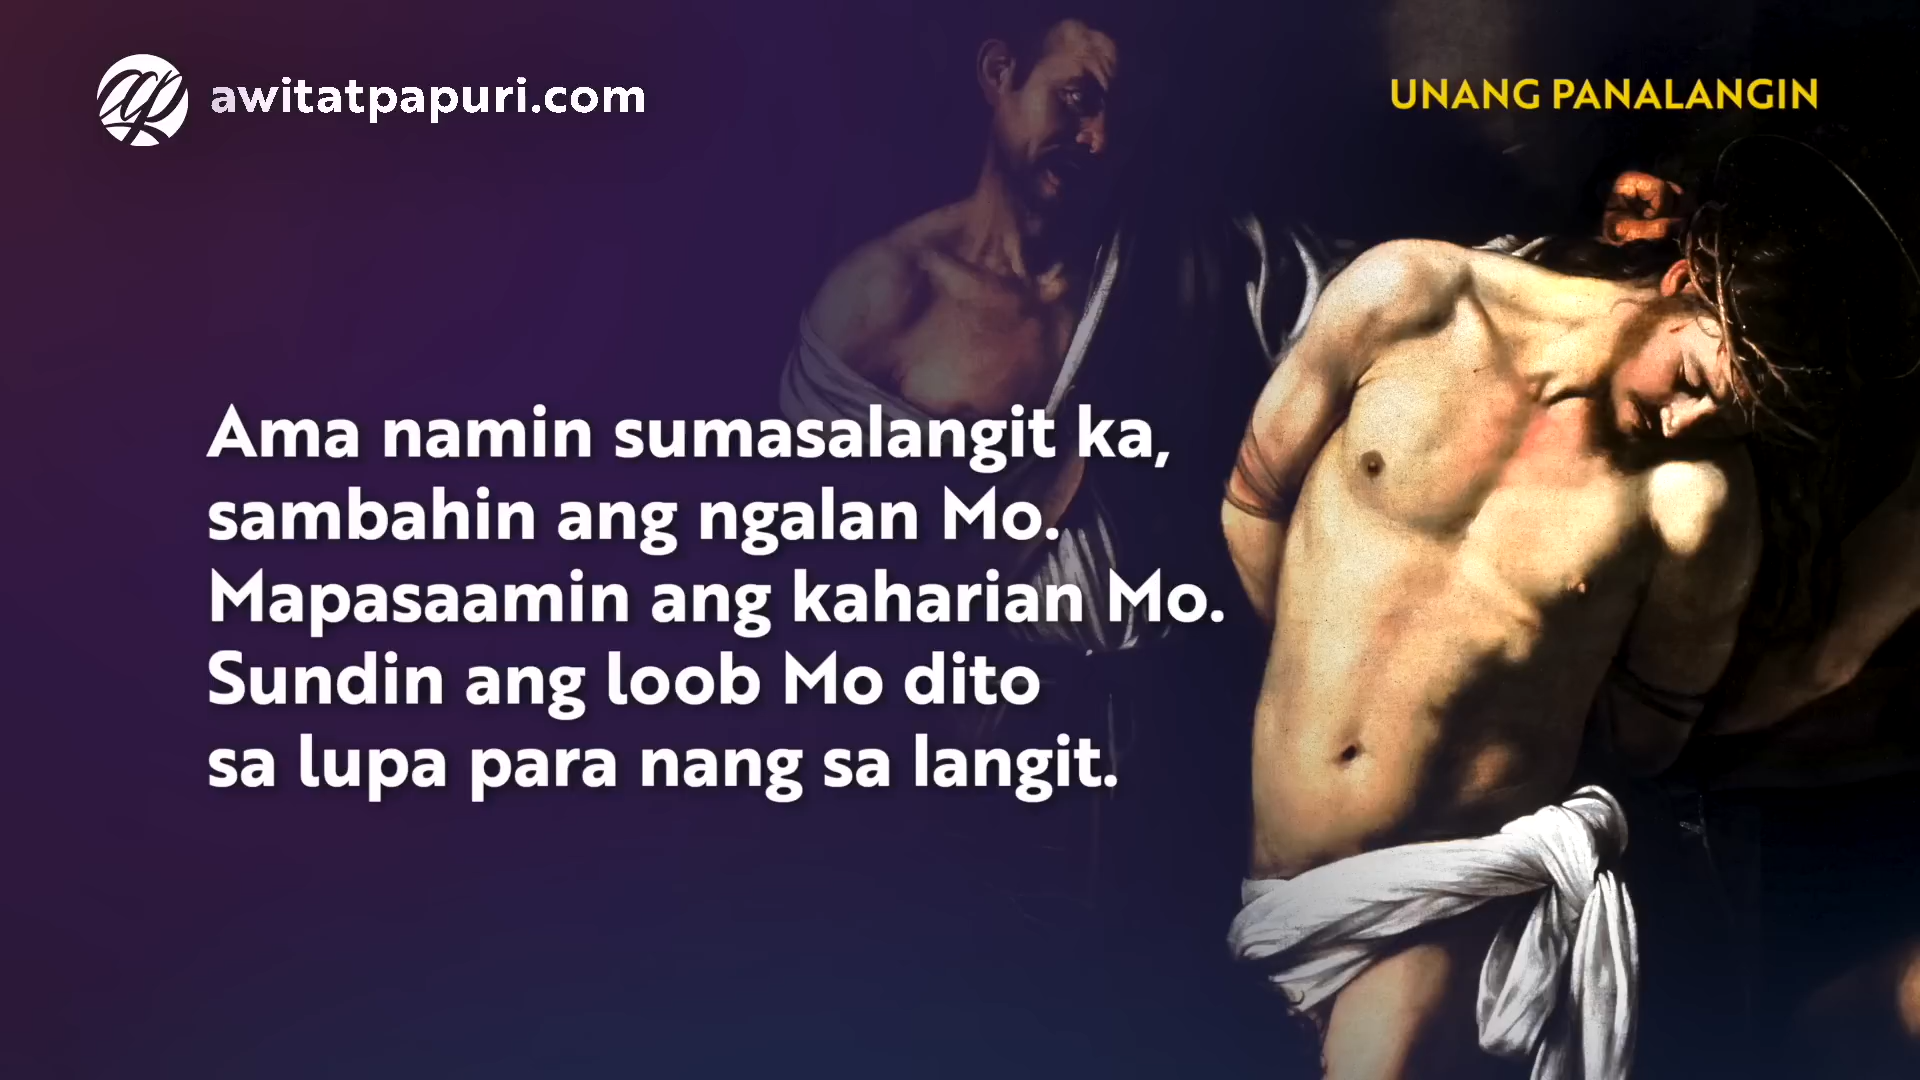 awitatpapuri.com
UNANG PANALANGIN
Ama namin sumasalangit ka,
sambahin ang ngalan Mo.
Mapasaamin ang kaharian Mo.
Sundin ang loob Mo dito
sa lupa para nang sa langit.